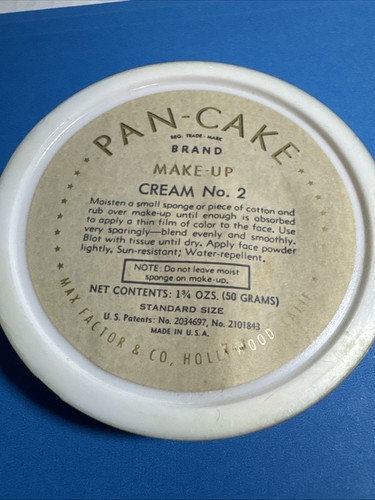 PAN-CAKE
REG. TRADE-MARK
BRAND
MAKE-UP
CREAM No. 2
Moisten a small sponge or piece of cotton and
rub over make-up until enough is absorbed
to apply a thin film of color to the face. Use
very sparingly—blend evenly and smoothly.
Blot with tissue until dry. Apply face powder
lightly. Sun-resistant; Water-repellent.
NOTE: Do not leave moist
sponge on make-up.
NET CONTENTS: 1¾ OZS. (50 GRAMS)
STANDARD SIZE
U.S. Patents: No. 2034697, No. 2101843
MADE IN U.S.A.
MAX FACTOR & CO, HOLLYWOOD CALIF